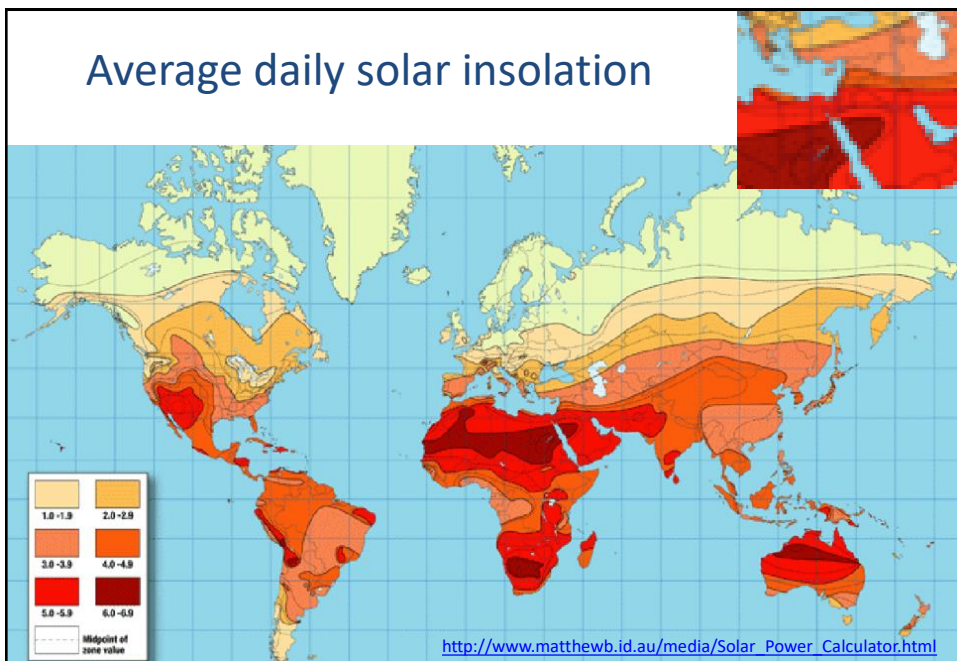 Average daily solar insolation
1.0 -1.9 2.0 -2.9
3.0 -3.9 4.0 -4.9
5.0 -5.9 6.0 -6.9
Midpoint of
zone value
http://www.matthewb.id.au/media/Solar_Power_Calculator.html